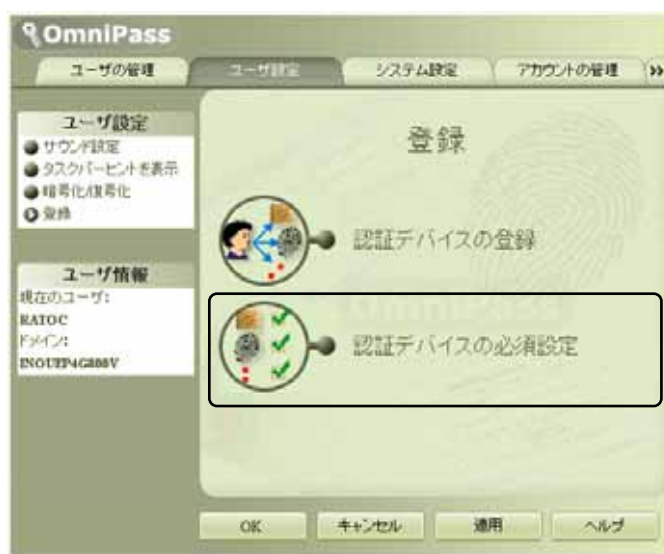 OmniPass
ユーザの管理
ユーザ設定
システム設定
アカウントの管理
ユーザ設定
サウンド設定
タスクバーヒントを表示
暗号化/復号化
登録
ユーザ情報
現在のユーザ:
RATOC
ドメイン:
登録
認証デバイスの登録
認証デバイスの必須設定
OK
キャンセル
適用
ヘルプ